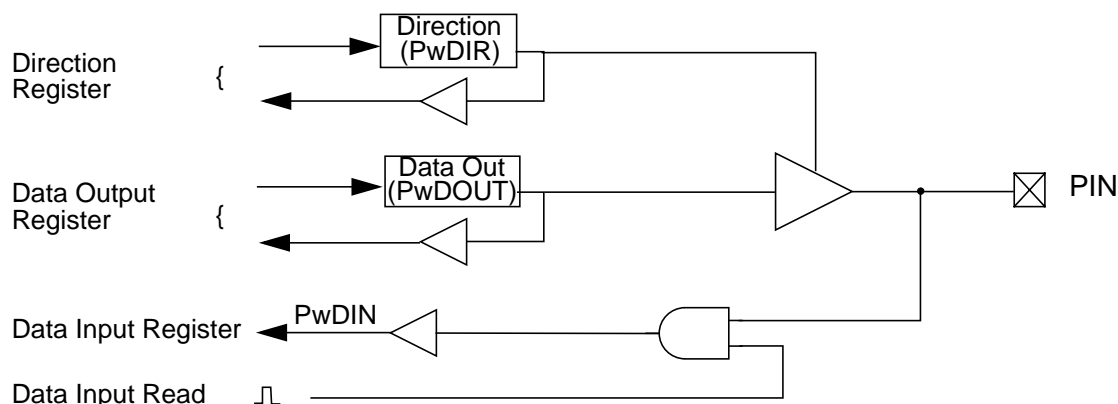 Direction
(PwDIR)
Direction
Register
{
Data Out
(PwDOUT)
Data Output
Register
{
PIN
PwDIN
Data Input Register
Data Input Read